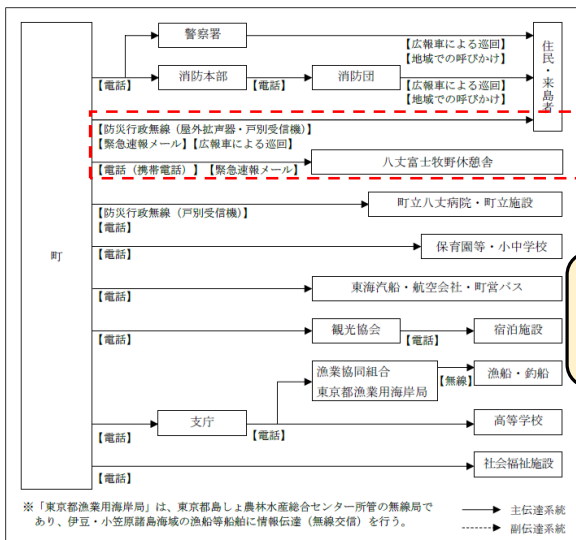 警察署
【広報車による巡回】
【地域での呼びかけ】
住民・来島者
【電話】
消防本部
【電話】
消防団
【広報車による巡回】
【地域での呼びかけ】
【防災行政無線（屋外拡声器・戸別受信機）】
【緊急速報メール】【広報車による巡回】
【電話（携帯電話）】【緊急速報メール】
八丈富士牧野休憩舎
【防災行政無線（戸別受信機）】
【電話】
町立八丈病院・町立施設
町
【電話】
保育園等・小中学校
【電話】
東海汽船・航空会社・町営バス
【電話】
観光協会
【電話】
宿泊施設
漁業協同組合
東京都漁業用海岸局
【無線】
漁船・釣船
【電話】
支庁
【電話】
高等学校
【電話】
社会福祉施設
※「東京都漁業用海岸局」は、東京都島しょ農林水産総合センター所管の無線局で
あり、伊豆・小笠原諸島海域の漁船等船舶に情報伝達（無線交信）を行う。
主伝達系統
副伝達系統